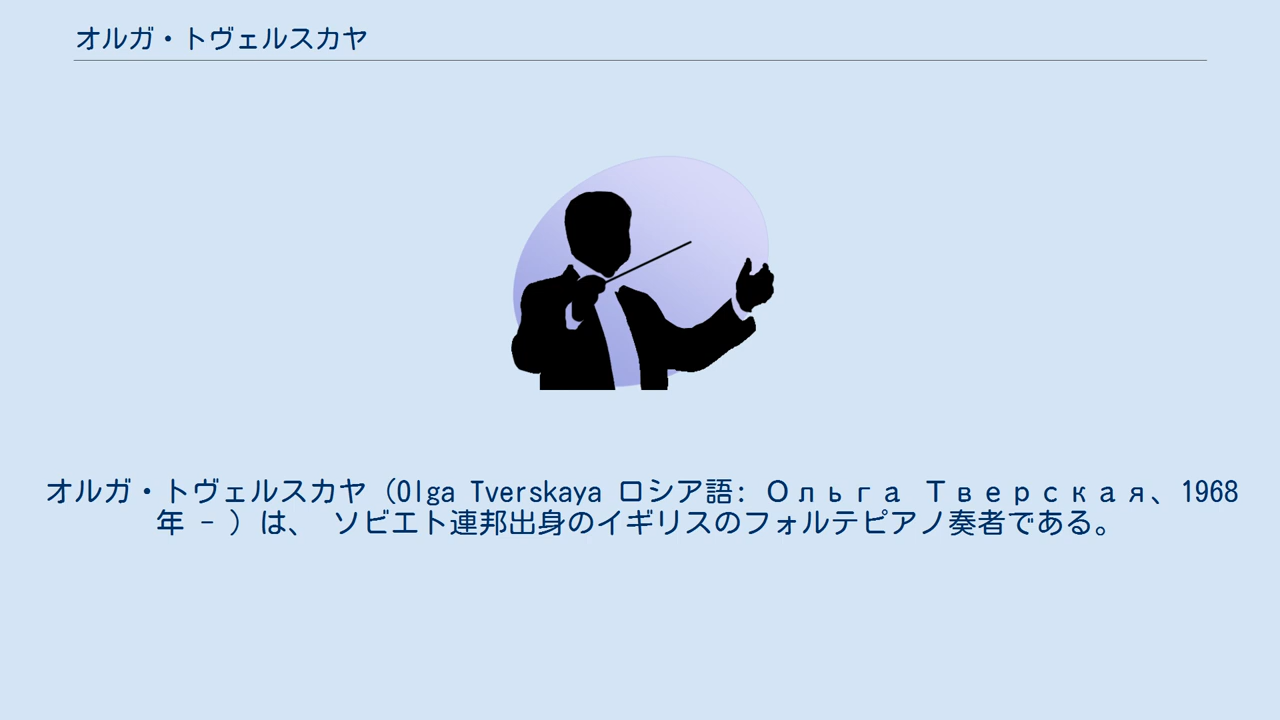 オルガ・トヴェルスカヤ
オルガ・トヴェルスカヤ（Olga Tverskaya ロシア語: Ольга Тверская、1968
年 - ）は、 ソビエト連邦出身のイギリスのフォルテピアノ奏者である。